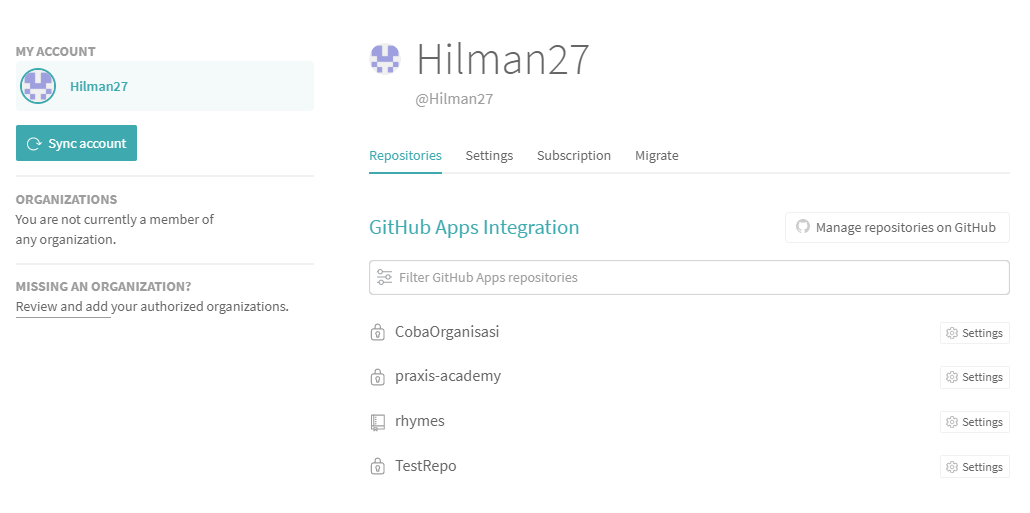 MY ACCOUNT
Hilman27
Sync account
ORGANIZATIONS
You are not currently a member of
any organization.
MISSING AN ORGANIZATION?
Review and add your authorized organizations.
Hilman27
@Hilman27
Repositories Settings Subscription Migrate
GitHub Apps Integration
Manage repositories on GitHub
Filter GitHub Apps repositories
CobaOrganisasi Settings
praxis-academy Settings
rhymes Settings
TestRepo Settings